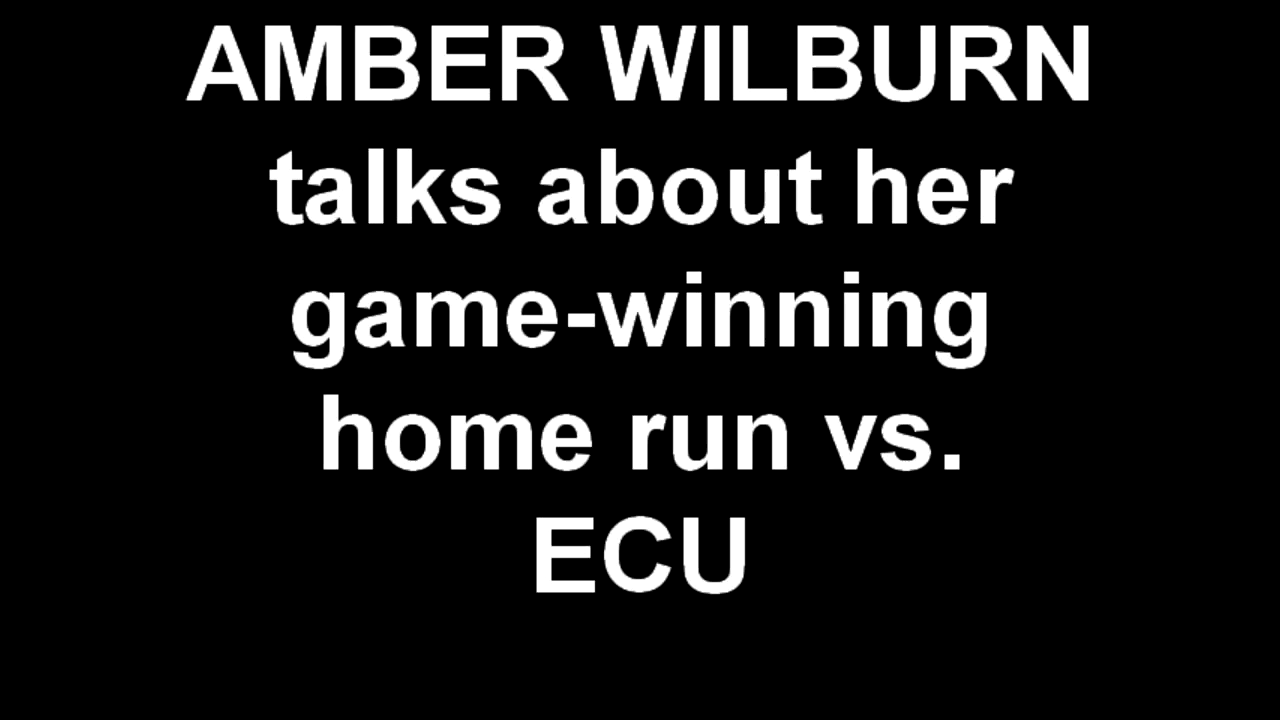 AMBER WILBURN
talks about her
game-winning
home run vs.
ECU